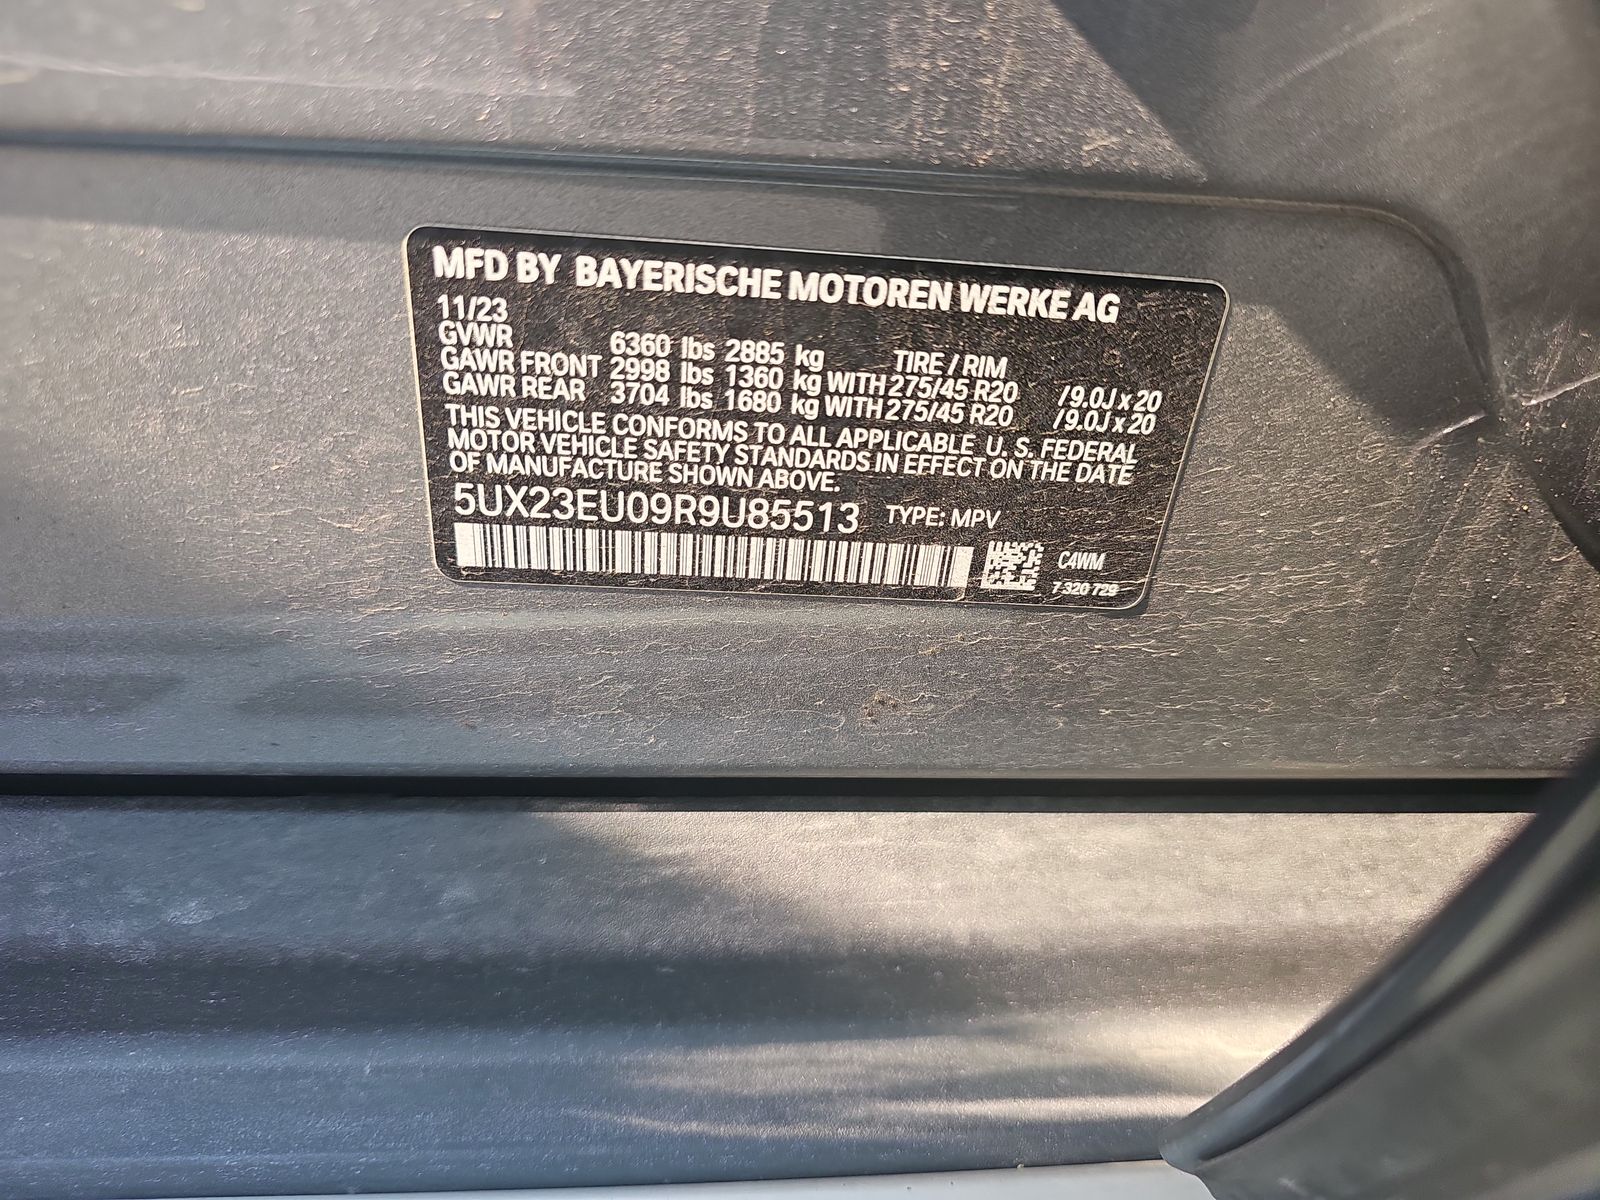 MFD BY BAYERISCHE MOTOREN WERKE AG
11/23
GVWR 6360 lbs 2885 kg TIRE / RIM
GAWR FRONT 2998 lbs 1360 kg WITH 275/45 R20 / 9.0J x 20
GAWR REAR 3704 lbs 1680 kg WITH 275/45 R20 / 9.0J x 20
THIS VEHICLE CONFORMS TO ALL APPLICABLE U. S. FEDERAL
MOTOR VEHICLE SAFETY STANDARDS IN EFFECT ON THE DATE
OF MANUFACTURE SHOWN ABOVE.
5UX23EU09R9U85513 TYPE: MPV
C4WM
7 320 729